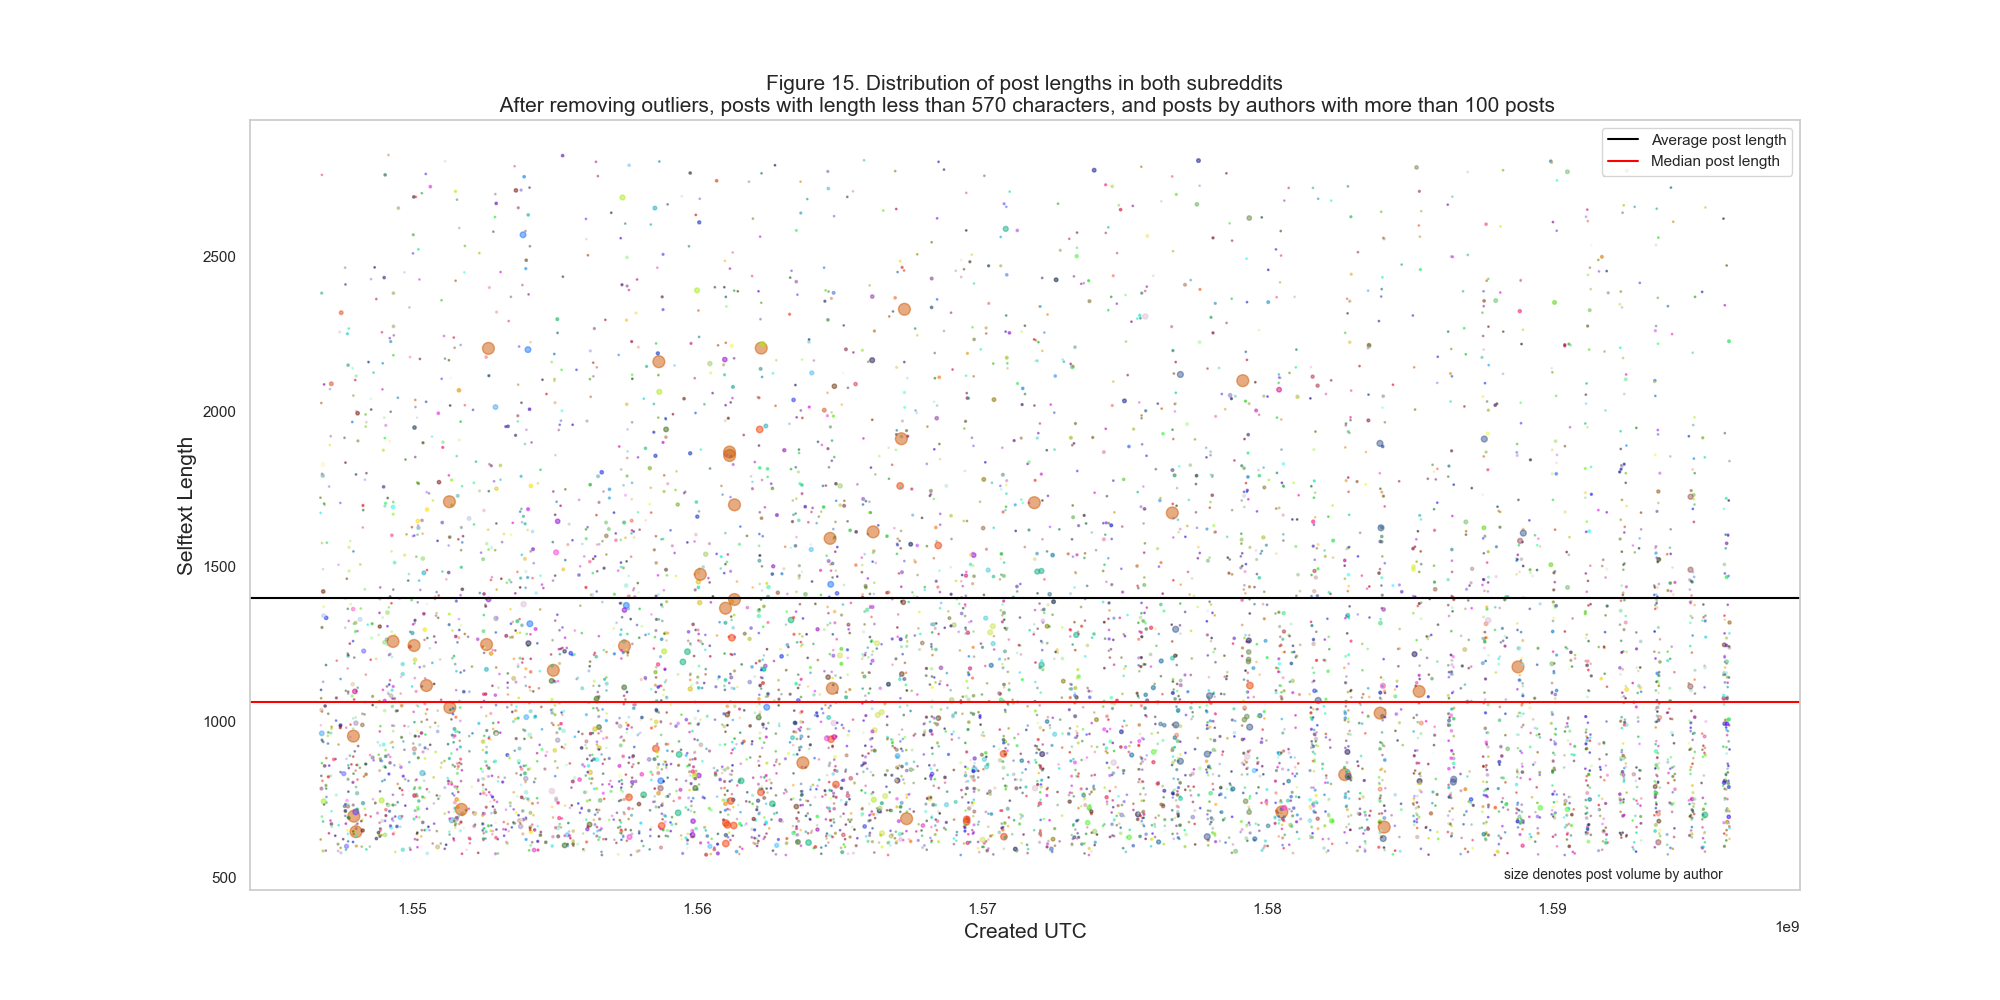 Figure 15. Distribution of post lengths in both subreddits
After removing outliers, posts with length less than 570 characters, and posts by authors with more than 100 posts
Average post length
Median post length
Selftext Length
2500
2000
1500
1000
500
size denotes post volume by author
1.55
1.56
1.57
1.58
1.59
1e9
Created UTC